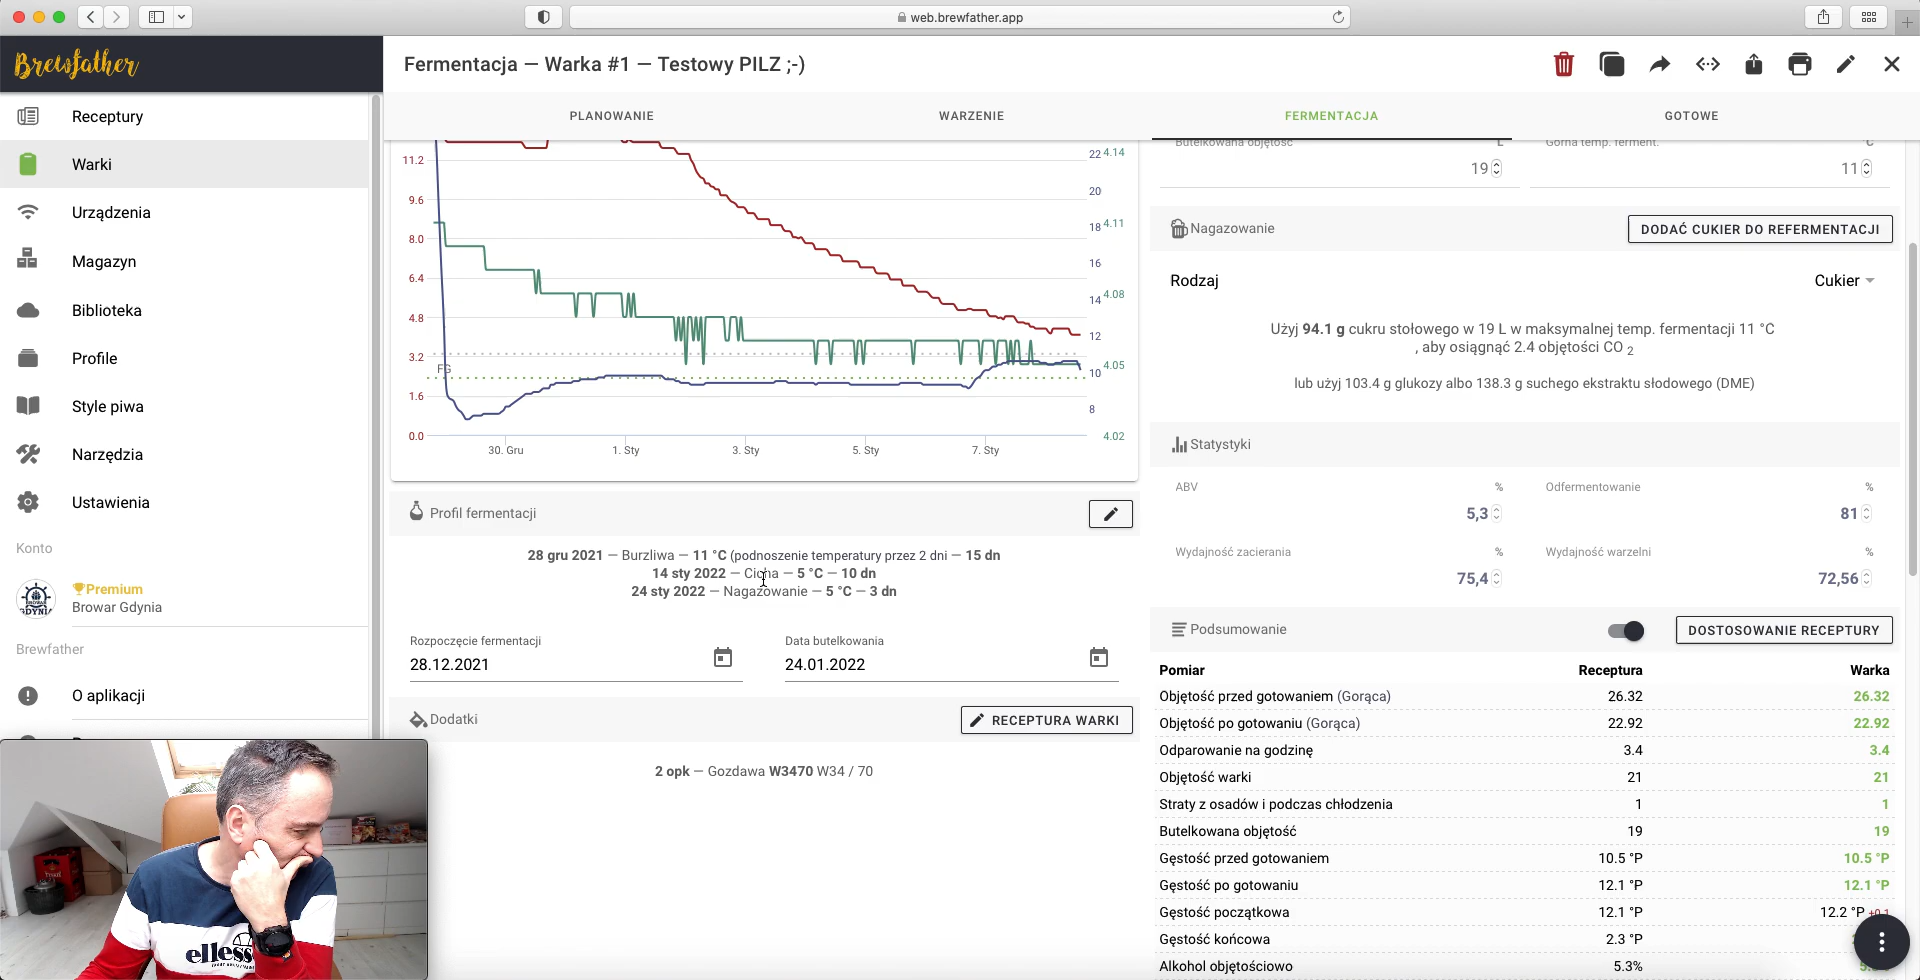 web.brewfather.app
Brewfather
Fermentacja — Warka #1 — Testowy PILZ ;-)
PLANOWANIE
WARZENIE
FERMENTACJA
GOTOWE
Receptury
Warki
Urządzenia
Magazyn
Biblioteka
Profile
Style piwa
Narzędzia
Ustawienia
Konto
Premium
Browar Gdynia
Brewfather
O aplikacji
11.2
9.6
8.0
6.4
4.8
3.2
1.6
0.0
FG
22 4.14
20
18 4.11
16
14 4.08
12
10 4.05
8
4.02
30. Gru
1. Sty
3. Sty
5. Sty
7. Sty
Profil fermentacji
28 gru 2021 — Burzliwa — 11 °C (podnoszenie temperatury przez 2 dni — 15 dn
14 sty 2022 — Cicha — 5 °C — 10 dn
24 sty 2022 — Nagazowanie — 5 °C — 3 dn
Rozpoczęcie fermentacji
28.12.2021
Data butelkowania
24.01.2022
Dodatki
RECEPTURA WARKI
2 opk — Gozdawa W3470 W34 / 70
Butelkowana objętość
L
19
Górna temp. ferment.
°C
11
Nagazowanie
DODAĆ CUKIER DO REFERMENTACJI
Rodzaj
Cukier
Użyj 94.1 g cukru stołowego w 19 L w maksymalnej temp. fermentacji 11 °C
, aby osiągnąć 2.4 objętości CO 2
lub użyj 103.4 g glukozy albo 138.3 g suchego ekstraktu słodowego (DME)
Statystyki
ABV
%
5,3
Odfermentowanie
%
81
Wydajność zacierania
%
75,4
Wydajność warzelni
%
72,56
Podsumowanie
DOSTOSOWANIE RECEPTURY
Pomiar Receptura Warka
Objętość przed gotowaniem (Gorąca) 26.32 26.32
Objętość po gotowaniu (Gorąca) 22.92 22.92
Odparowanie na godzinę 3.4 3.4
Objętość warki 21 21
Straty z osadów i podczas chłodzenia 1 1
Butelkowana objętość 19 19
Gęstość przed gotowaniem 10.5 °P 10.5 °P
Gęstość po gotowaniu 12.1 °P 12.1 °P
Gęstość początkowa 12.1 °P 12.2 °P +0.1
Gęstość końcowa 2.3 °P
Alkohol objętościowo 5.3%
BROWAR
GDYNIA
ellesse